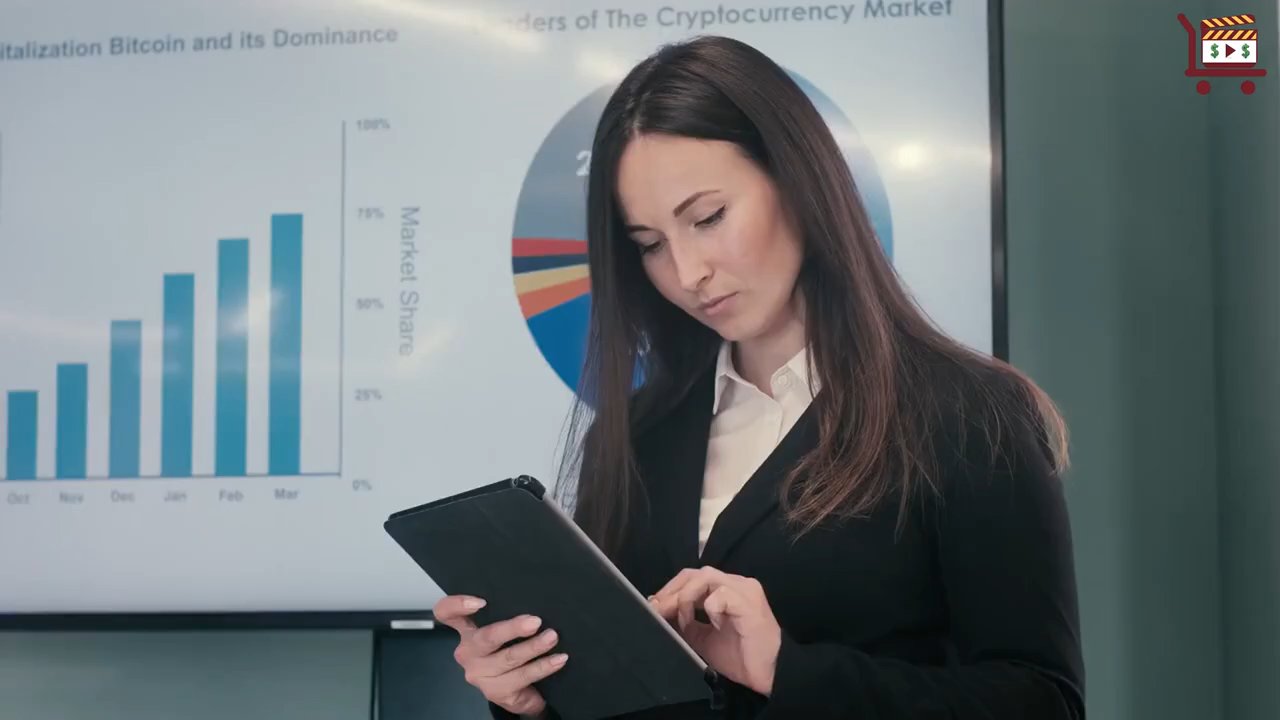 italization Bitcoin and its Dominance
ders of The Cryptocurrency Market
100%
75%
50%
25%
0%
Market Share
Oct
Nov
Dec
Jan
Feb
Mar
2
$
$